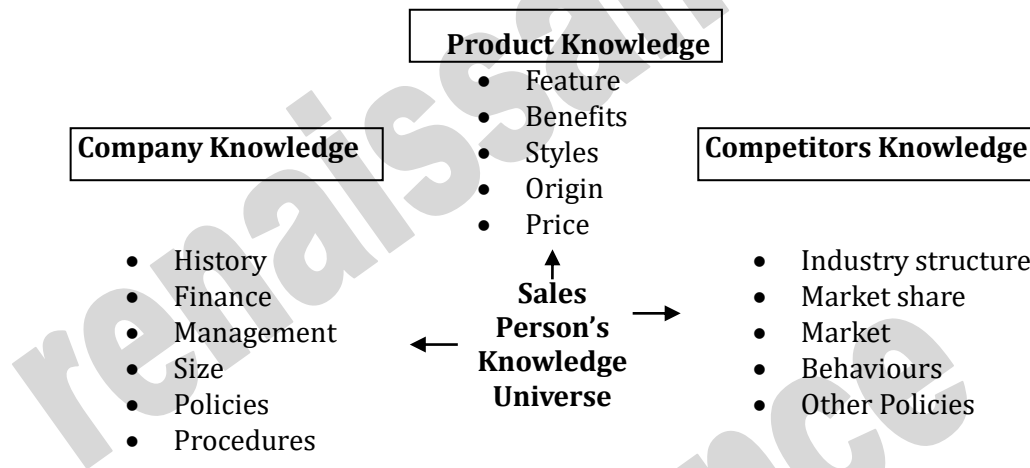 Product Knowledge
• Feature
• Benefits
• Styles
• Origin
• Price
Company Knowledge
• History
• Finance
• Management
• Size
• Policies
• Procedures
Sales
Person's
Knowledge
Universe
Competitors Knowledge
• Industry structure
• Market share
• Market
• Behaviours
• Other Policies
renaissance